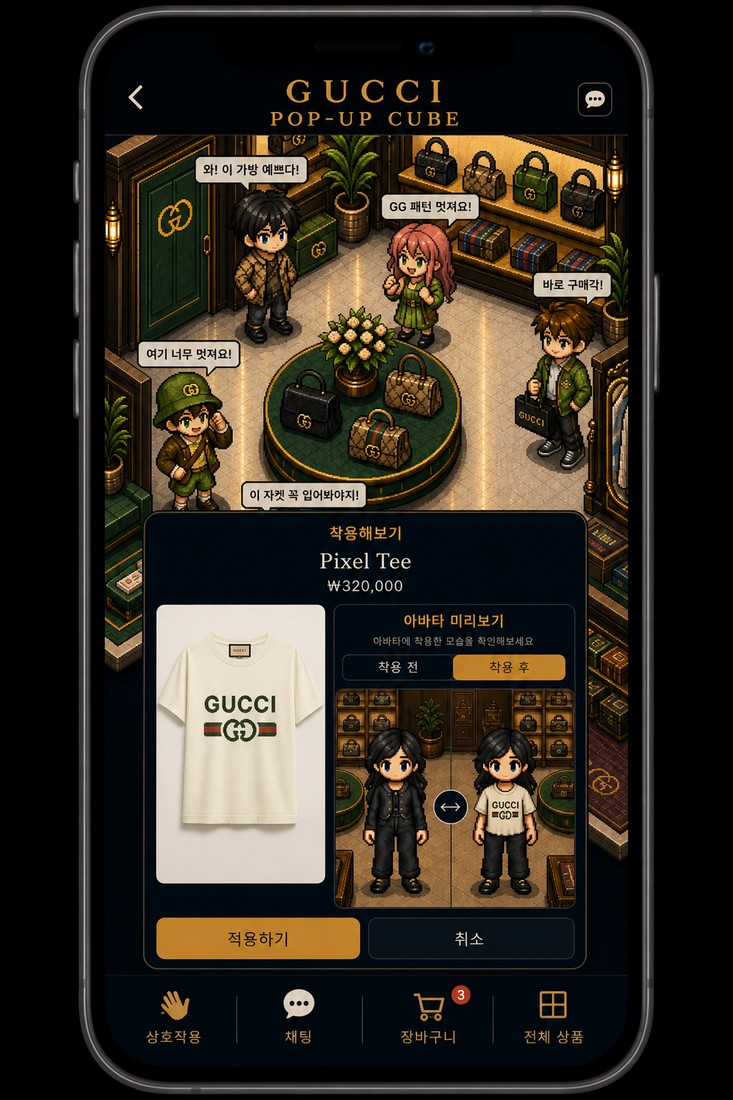 GUCCI
POP-UP CUBE
와! 이 가방 예쁘다!
GG 패턴 멋져요!
바로 구매각!
여기 너무 멋져요!
GUCCI
이 자켓 꼭 입어봐야지!
착용해보기
Pixel Tee
₩320,000
아바타 미리보기
아바타에 착용한 모습을 확인해보세요
착용 전
착용 후
GUCCI
GUCCI
GUCCI
적용하기
취소
3
상호작용
채팅
장바구니
전체 상품